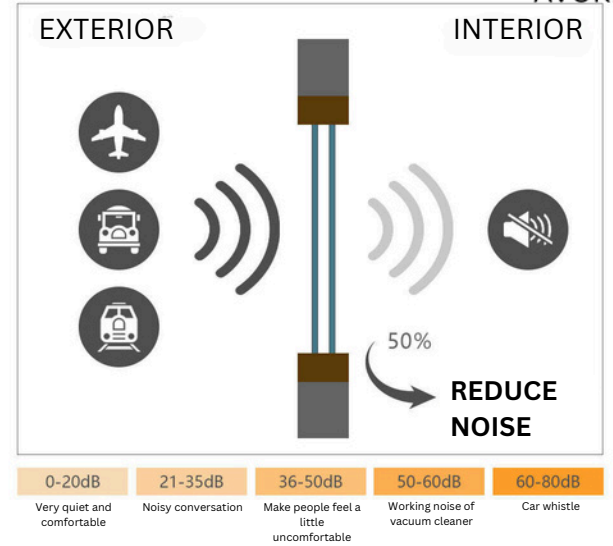 EXTERIOR
INTERIOR
50%
REDUCE
NOISE
0-20dB
21-35dB
36-50dB
50-60dB
60-80dB
Very quiet and
comfortable
Noisy conversation
Make people feel a
little
uncomfortable
Working noise of
vacuum cleaner
Car whistle